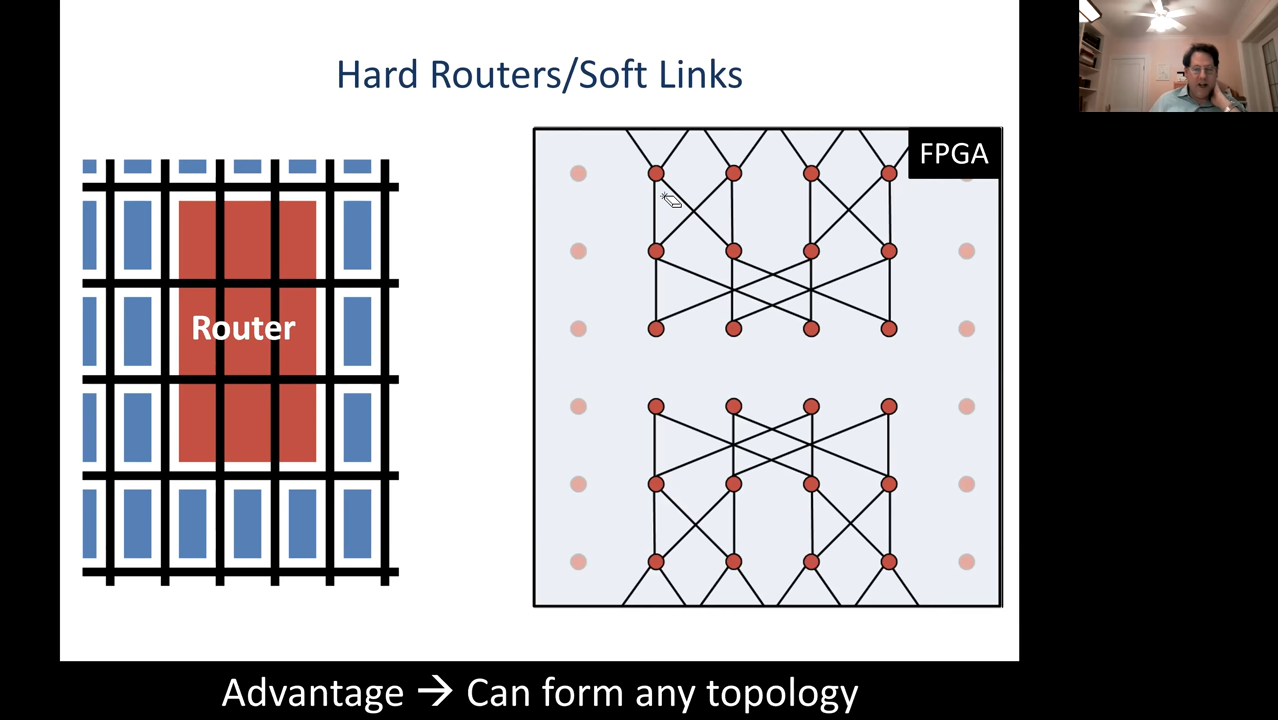 Hard Routers/Soft Links
FPGA
Router
Advantage → Can form any topology